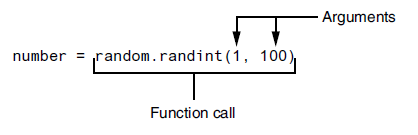 Arguments
number = random.randint(1, 100)
Function call